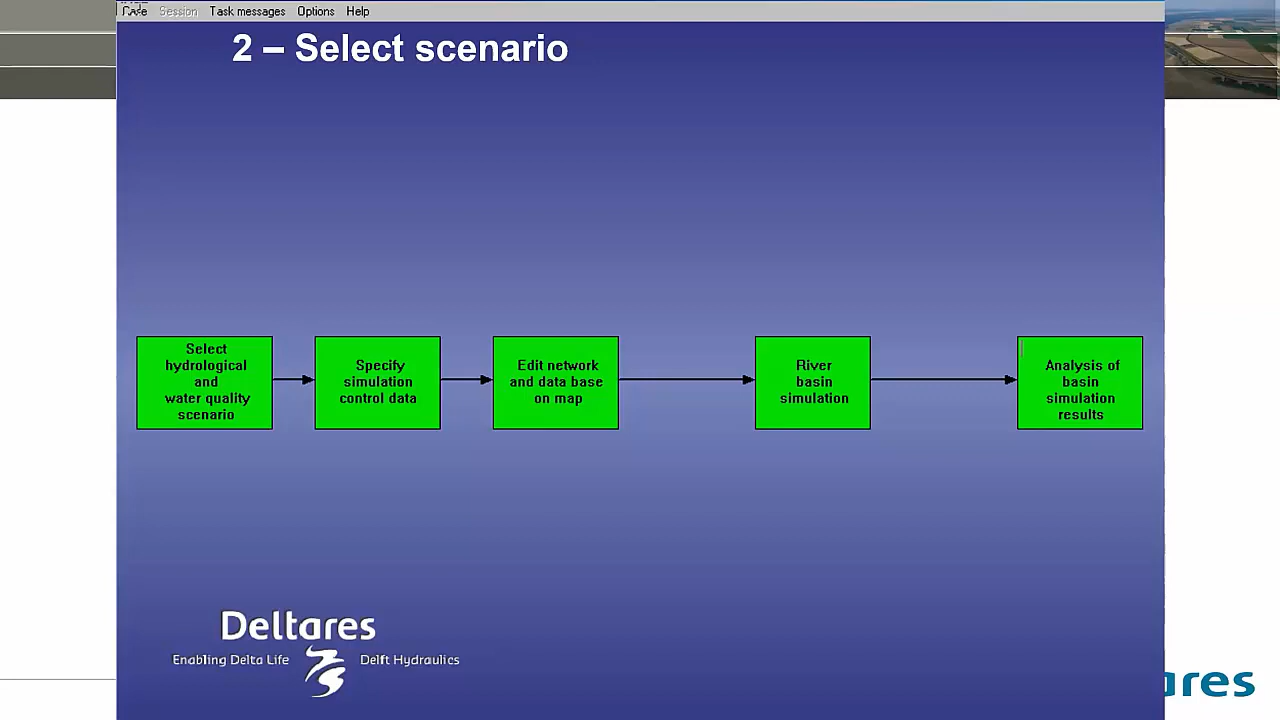 Case Session Task messages Options Help
2 – Select scenario
Select
hydrological
and
water quality
scenario
Specify
simulation
control data
Edit network
and data base
on map
River
basin
simulation
Analysis of
basin
simulation
results
Deltares
Enabling Delta Life
Delft Hydraulics
ares